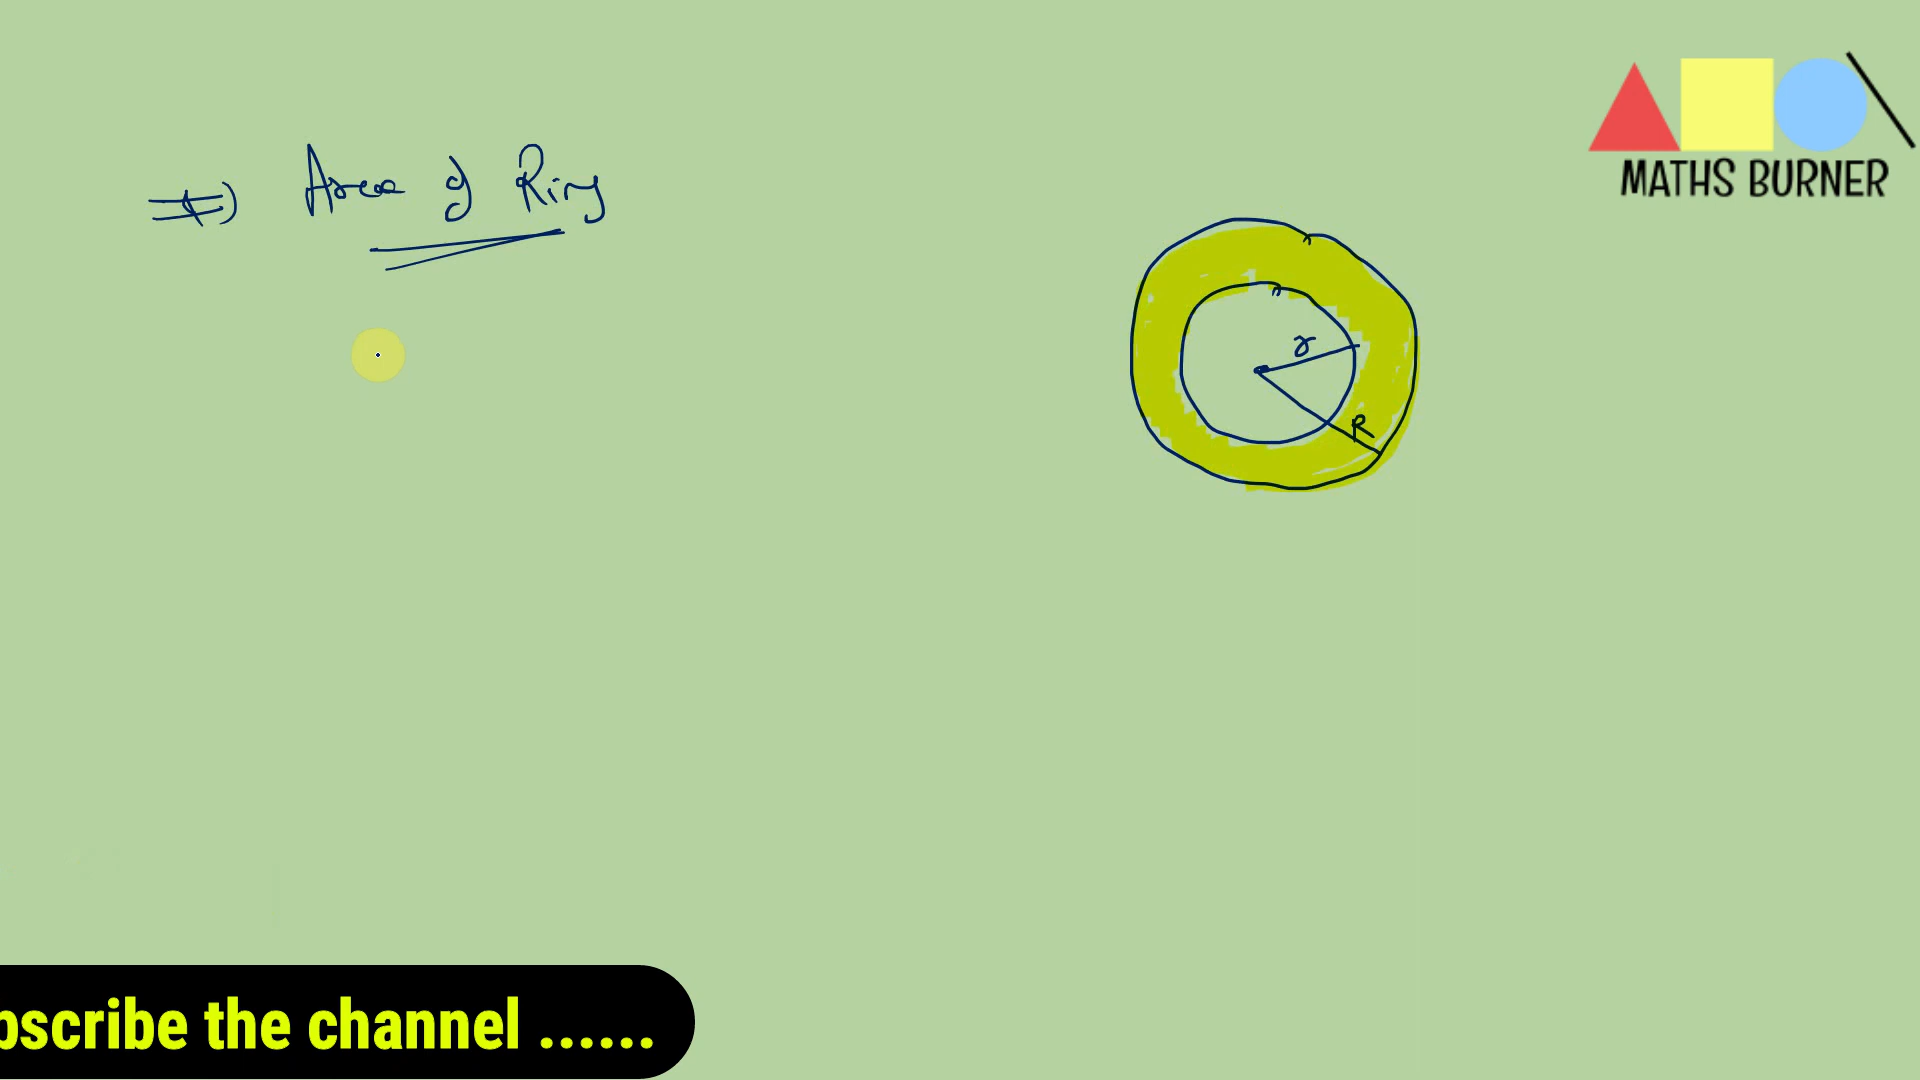 ⇒) Area of Ring
MATHS BURNER
r
R
bscribe the channel ......